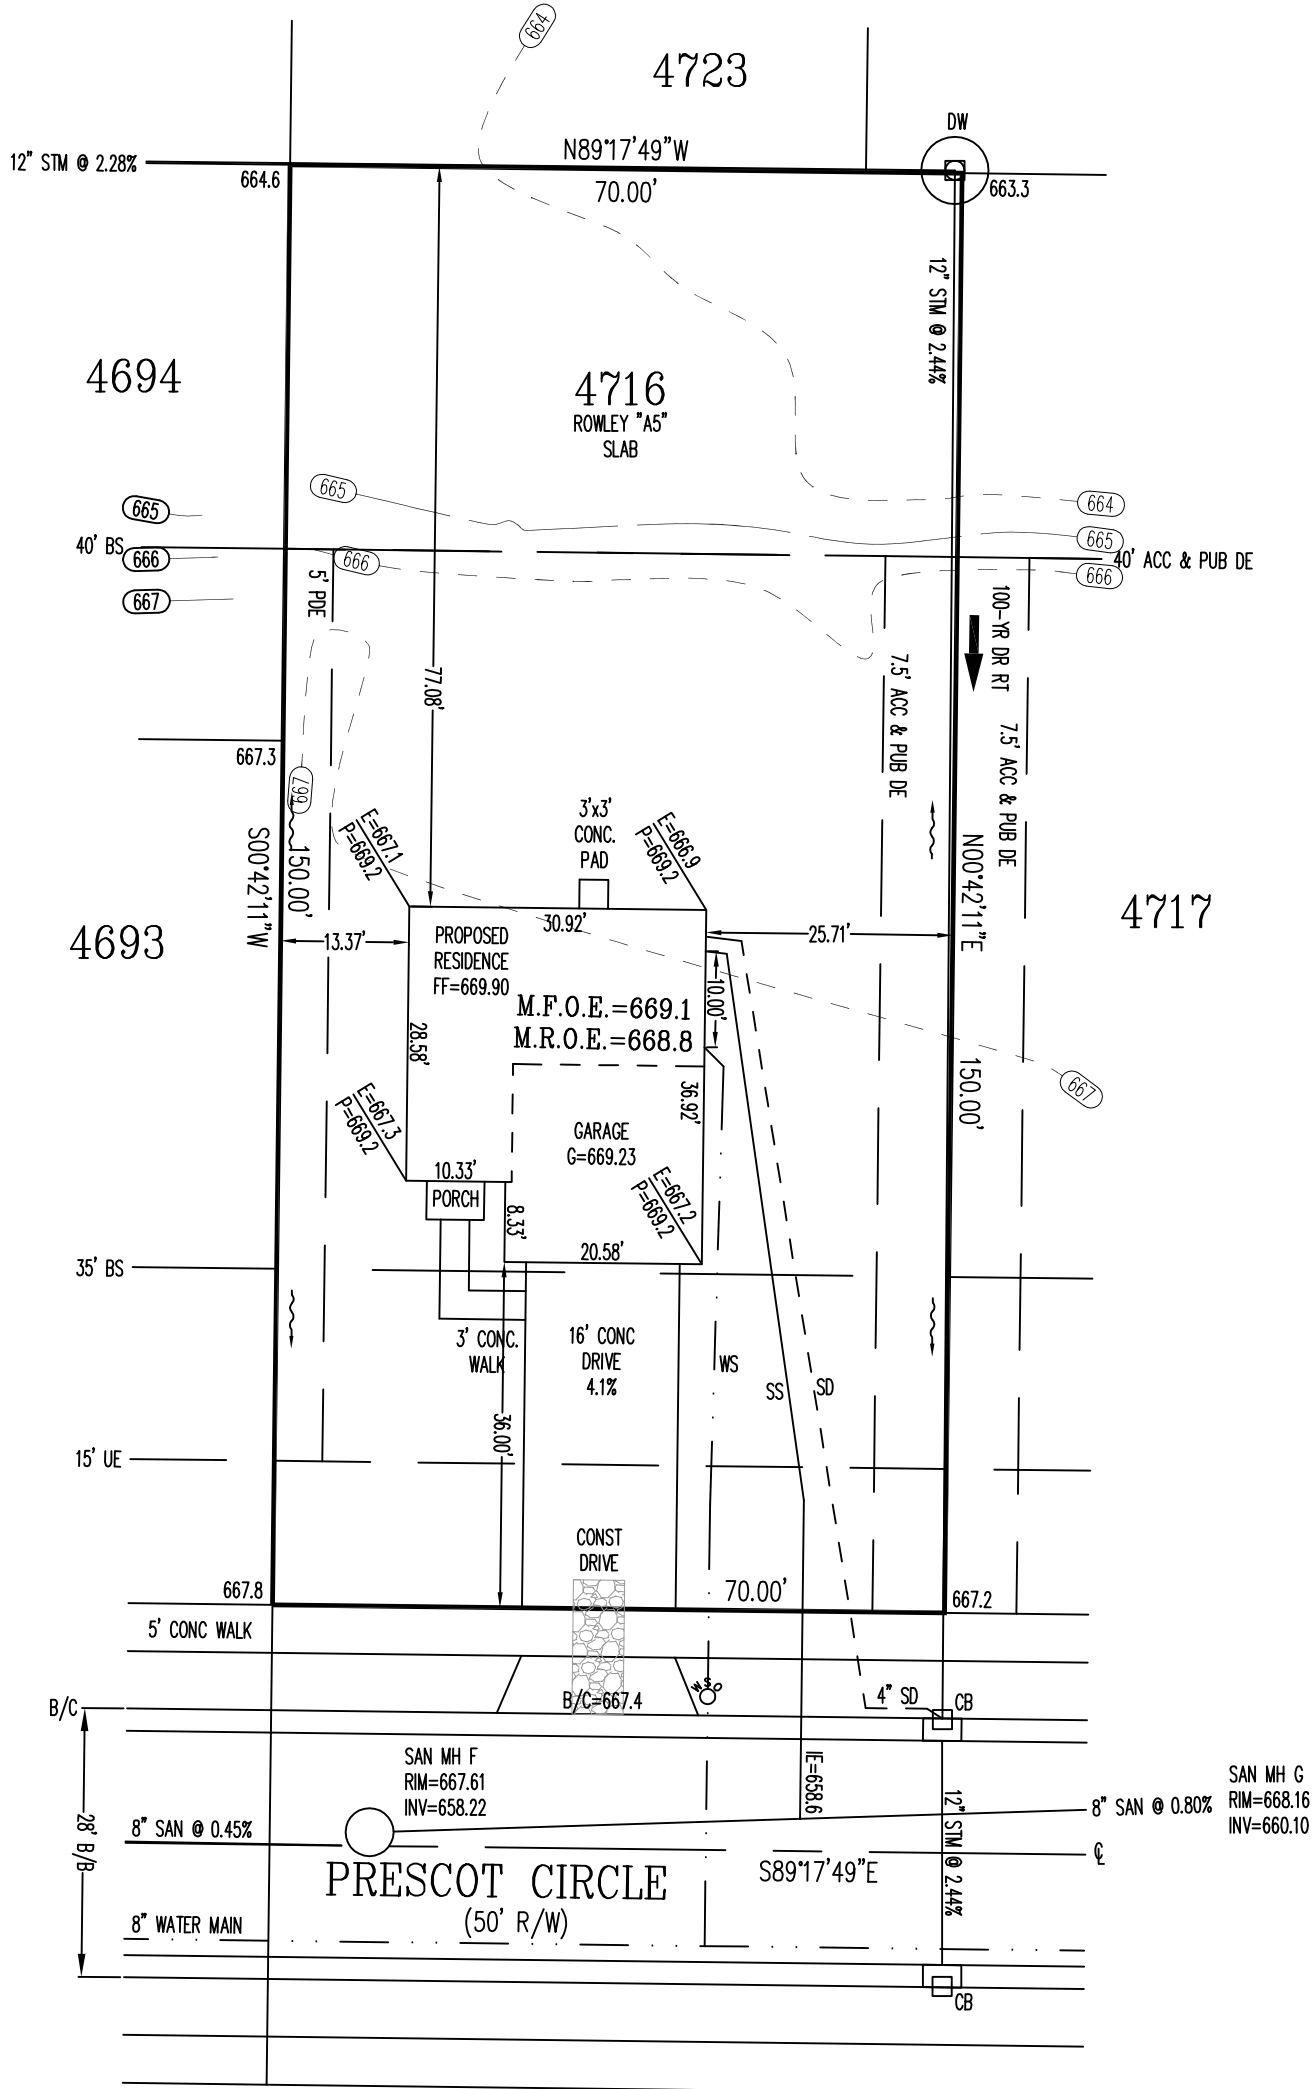 664
4723
DW
12" STM @ 2.28%
N89°17'49"W
664.6
70.00'
663.3
12" STM @ 2.44%
4694
4716
ROWLEY "A5"
SLAB
665
665
664
665
40' BS
666
666
40' ACC & PUB DE
666
667
5' PDE
100-YR DR RT
77.08'
7.5' ACC & PUB DE
7.5' ACC & PUB DE
667.3
667
3'x3'
CONC.
PAD
E=667.1
P=669.2
E=666.9
P=669.2
S00°42'11"W
150.00'
N00°42'11"E
4693
4717
13.37'
30.92'
25.71'
PROPOSED
RESIDENCE
FF=669.90
10.00'
M.F.O.E.=669.1
M.R.O.E.=668.8
28.58'
36.92'
150.00'
667
E=667.3
P=669.2
GARAGE
G=669.23
10.33'
PORCH
E=667.2
P=669.2
8.33'
20.58'
35' BS
3' CONC.
WALK
16' CONC
DRIVE
4.1%
WS
SS
SD
36.00'
15' UE
CONST
DRIVE
667.8
70.00'
667.2
5' CONC WALK
WSO
B/C
B/C=667.4
4" SD
CB
SAN MH F
RIM=667.61
INV=658.22
IE=658.6
12" STM @ 2.44%
SAN MH G
RIM=668.16
INV=660.10
28' B/B
8" SAN @ 0.45%
8" SAN @ 0.80%
℄
PRESCOT CIRCLE
(50' R/W)
S89°17'49"E
8" WATER MAIN
CB